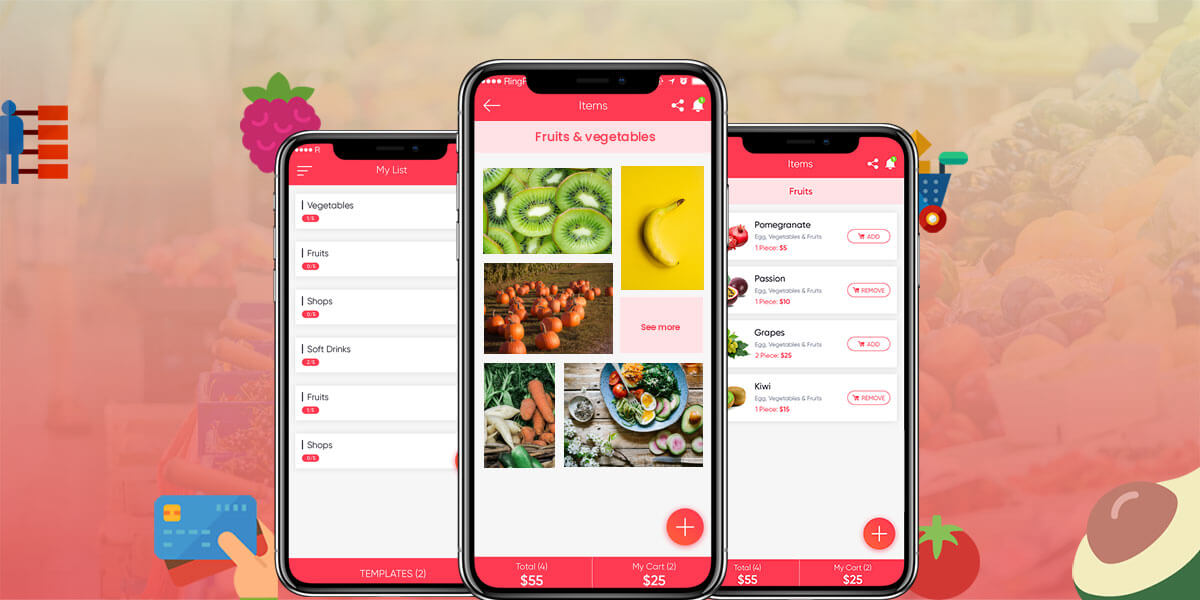 My List
Vegetables
1/5
Fruits
0/5
Shops
0/5
Soft Drinks
2/5
Fruits
1/5
Shops
0/5
TEMPLATES (2)
Items
Fruits & vegetables
See more
Total (4)
$55
My Cart (2)
$25
Items
Fruits
Pomegranate
Egg, Vegetables & Fruits
1 Piece: $5
ADD
Passion
Egg, Vegetables & Fruits
1 Piece: $10
REMOVE
Grapes
Egg, Vegetables & Fruits
2 Piece: $25
ADD
Kiwi
Egg, Vegetables & Fruits
1 Piece: $15
REMOVE
Total (4)
$55
My Cart (2)
$25